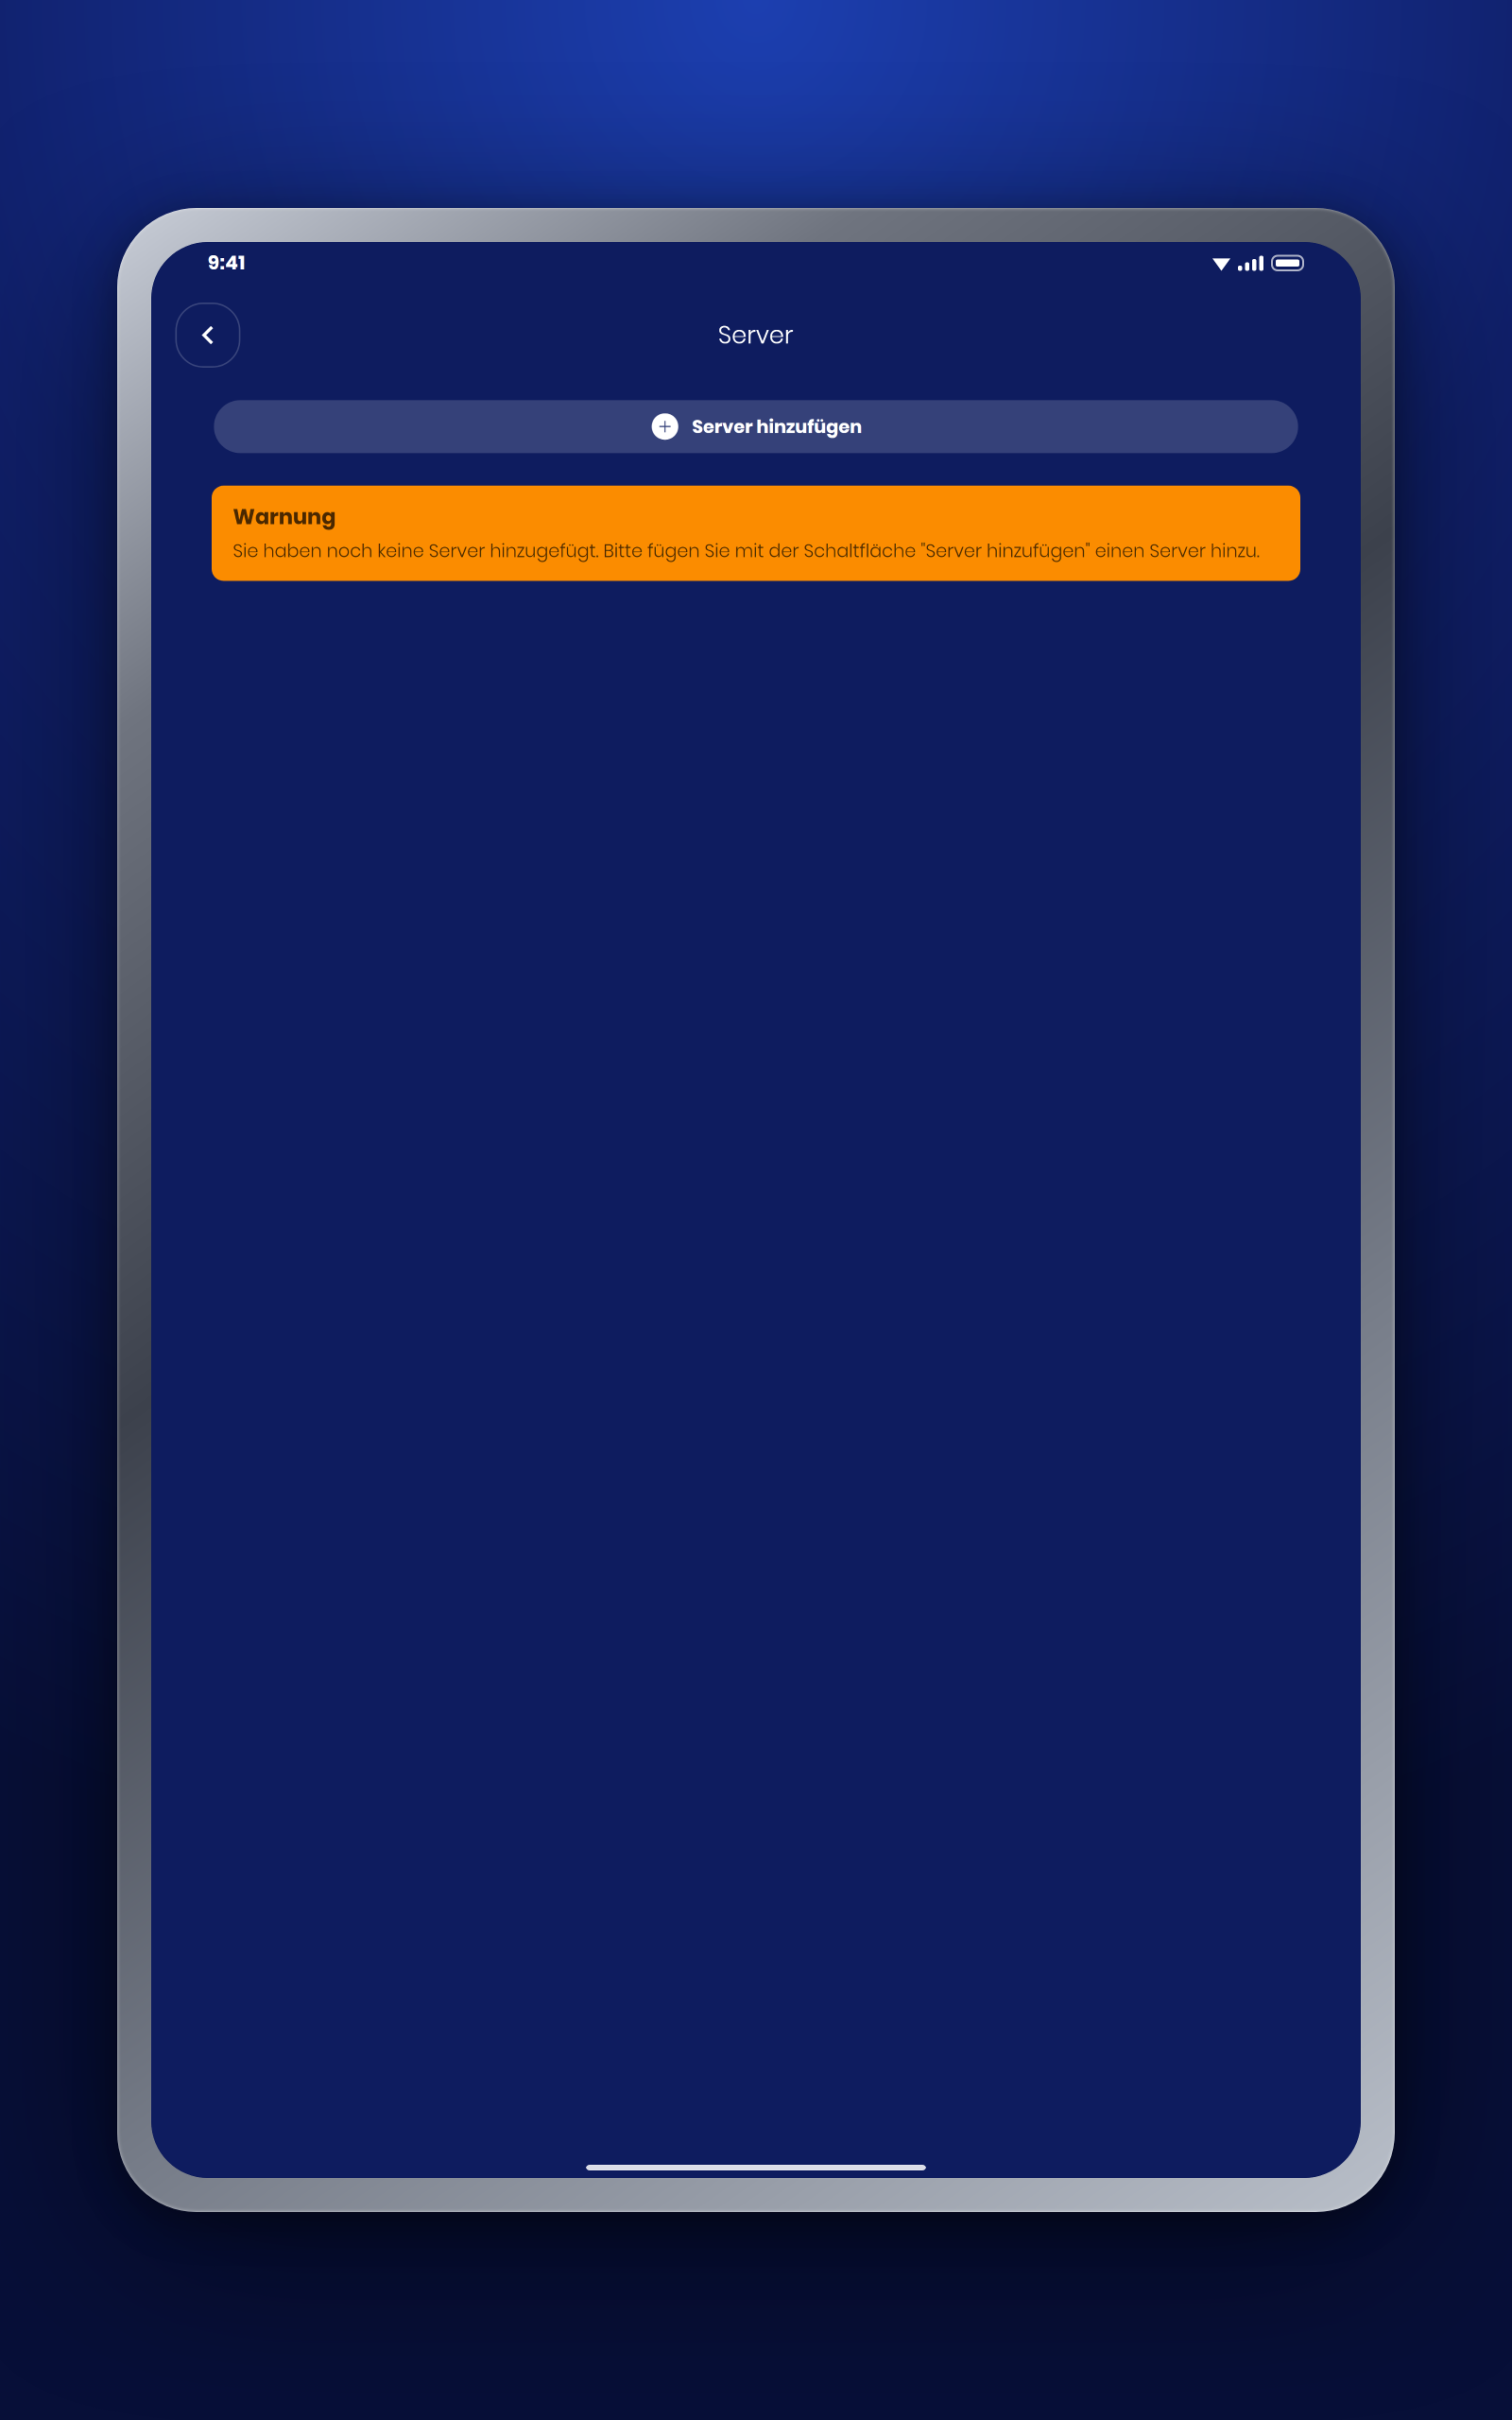 9:41
Server
Server hinzufügen
Warnung
Sie haben noch keine Server hinzugefügt. Bitte fügen Sie mit der Schaltfläche "Server hinzufügen" einen Server hinzu.